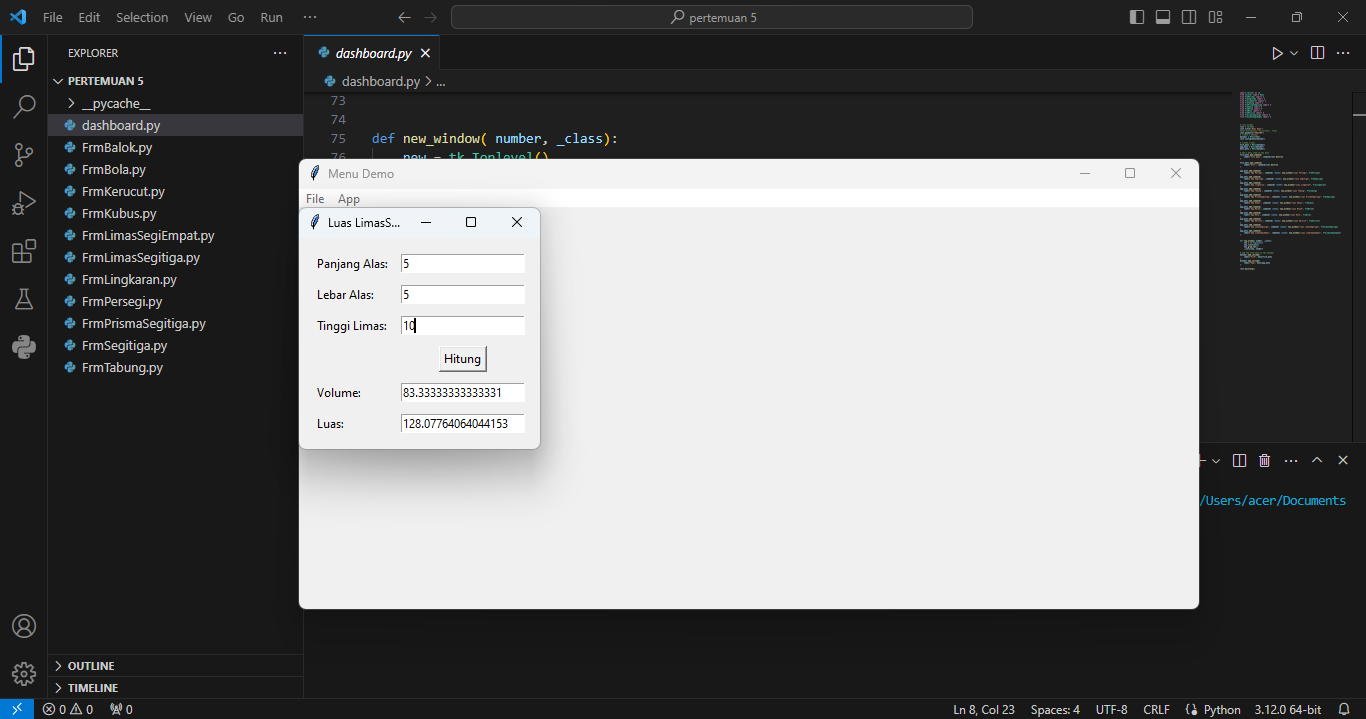 File Edit Selection View Go Run ··· pertemuan 5
EXPLORER ···
PERTEMUAN 5
__pycache__
dashboard.py
FrmBalok.py
FrmBola.py
FrmKerucut.py
FrmKubus.py
FrmLimasSegiEmpat.py
FrmLimasSegitiga.py
FrmLingkaran.py
FrmPersegi.py
FrmPrismaSegitiga.py
FrmSegitiga.py
FrmTabung.py
OUTLINE
TIMELINE
dashboard.py
dashboard.py > ...
73
74
75 def new_window( number, _class):
76 new = tk.Toplevel()
Menu Demo
File App
Luas LimasS...
Panjang Alas: 5
Lebar Alas: 5
Tinggi Limas: 10
Hitung
Volume: 83.33333333333331
Luas: 128.07764064044153
/Users/acer/Documents
0 0 0 Ln 8, Col 23 Spaces: 4 UTF-8 CRLF Python 3.12.0 64-bit